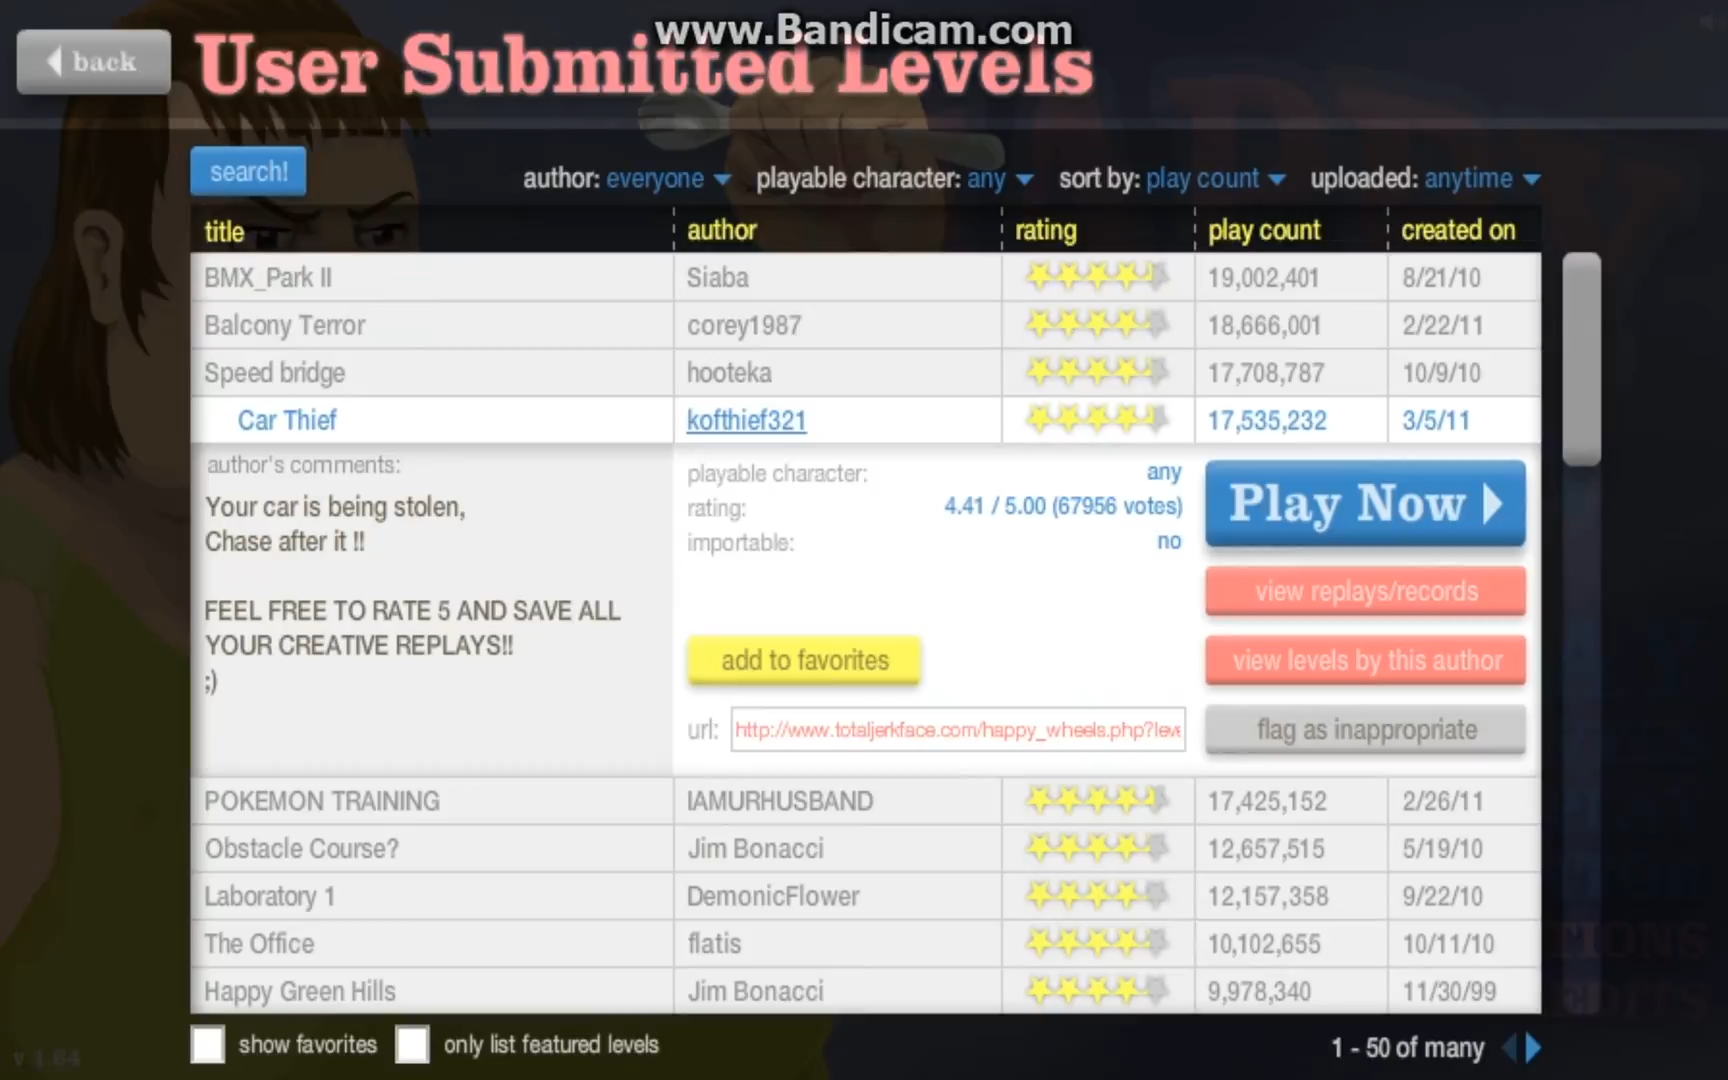 www.Bandicam.com
back
User Submitted Levels
search!
author: everyone
playable character: any
sort by: play count
uploaded: anytime
title author rating play count created on
BMX_Park II Siaba 19,002,401 8/21/10
Balcony Terror corey1987 18,666,001 2/22/11
Speed bridge hooteka 17,708,787 10/9/10
Car Thief kofthief321 17,535,232 3/5/11
author's comments:
Your car is being stolen,
Chase after it !!
FEEL FREE TO RATE 5 AND SAVE ALL
YOUR CREATIVE REPLAYS!!
;)
playable character: any
rating: 4.41 / 5.00 (67956 votes)
importable: no
add to favorites
url: http://www.totaljerkface.com/happy_wheels.php?leve
Play Now
view replays/records
view levels by this author
flag as inappropriate
POKEMON TRAINING IAMURHUSBAND 17,425,152 2/26/11
Obstacle Course? Jim Bonacci 12,657,515 5/19/10
Laboratory 1 DemonicFlower 12,157,358 9/22/10
The Office flatis 10,102,655 10/11/10
Happy Green Hills Jim Bonacci 9,978,340 11/30/99
show favorites
only list featured levels
1 - 50 of many
v 1.64